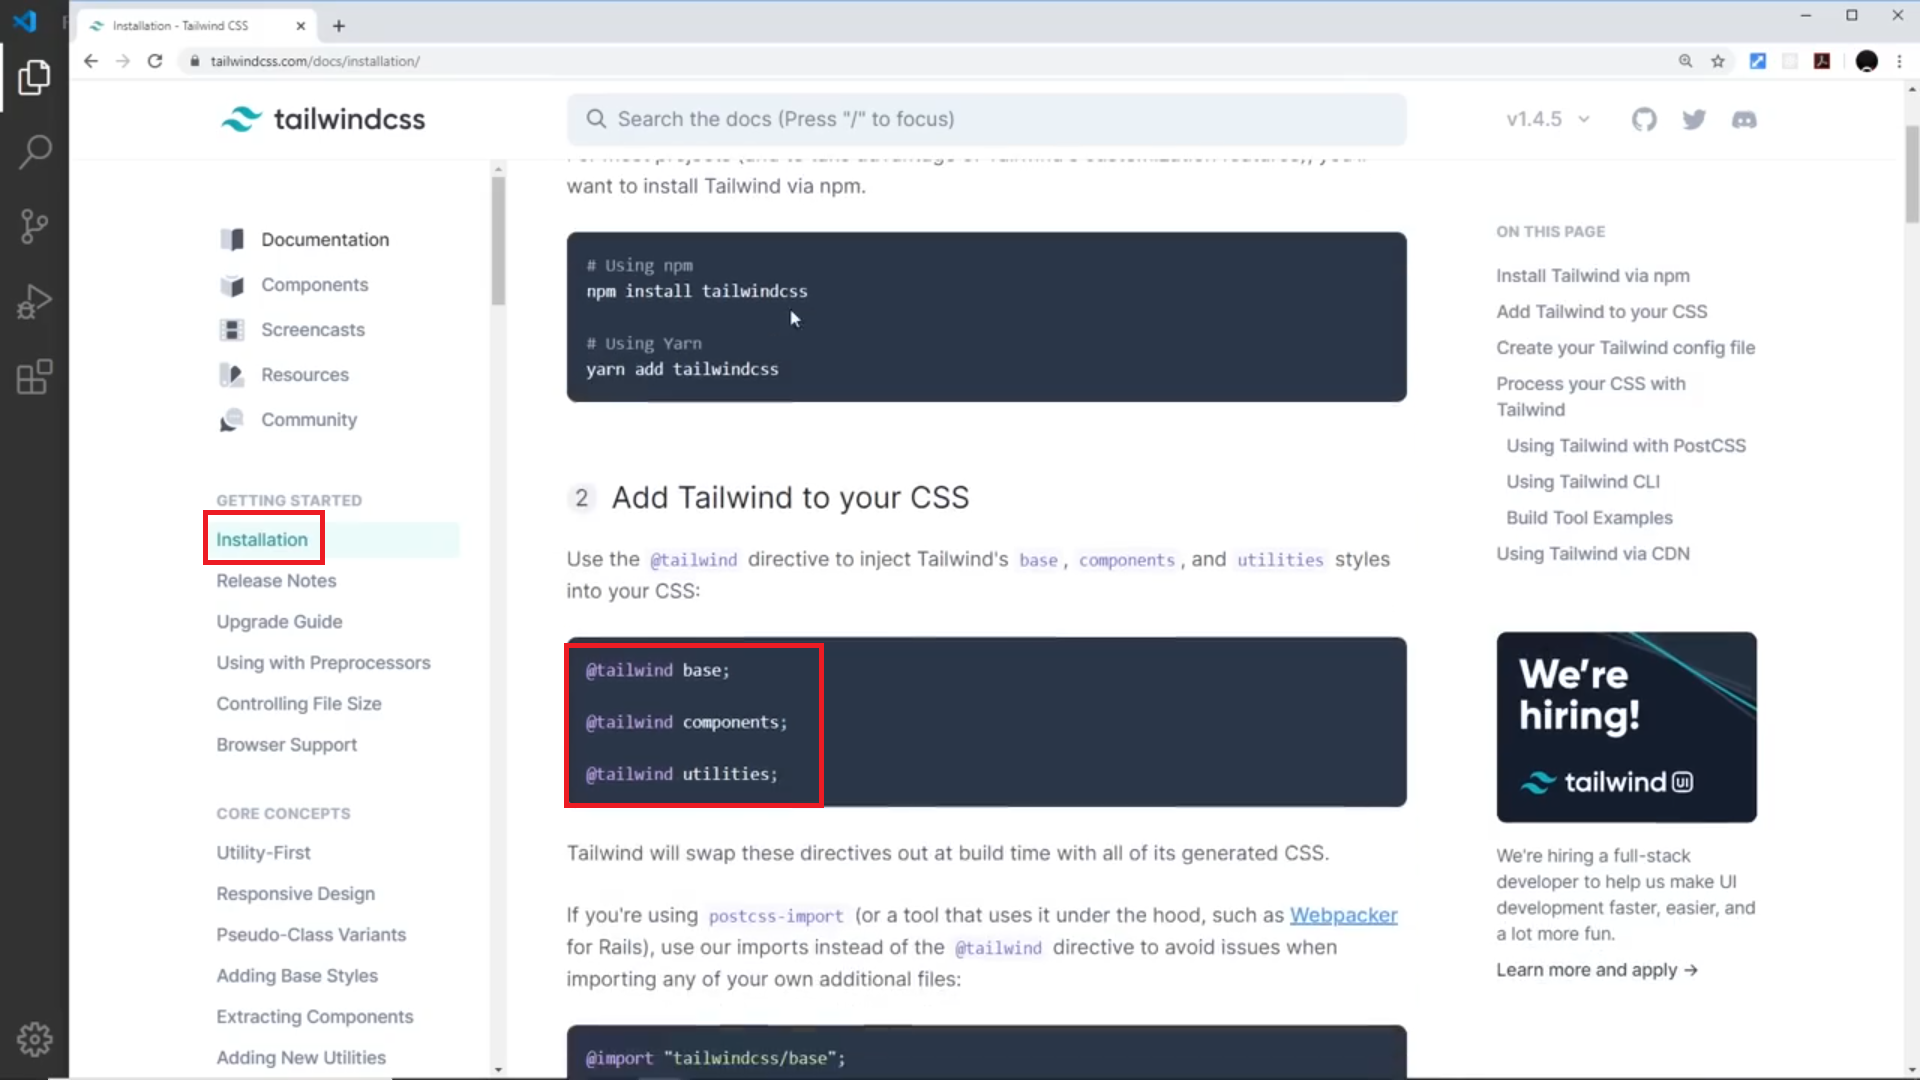 Installation - Tailwind CSS
tailwindcss.com/docs/installation/
tailwindcss
Search the docs (Press "/" to focus)
v1.4.5
Documentation
Components
Screencasts
Resources
Community
GETTING STARTED
Installation
Release Notes
Upgrade Guide
Using with Preprocessors
Controlling File Size
Browser Support
CORE CONCEPTS
Utility-First
Responsive Design
Pseudo-Class Variants
Adding Base Styles
Extracting Components
Adding New Utilities
want to install Tailwind via npm.
# Using npm
npm install tailwindcss
# Using Yarn
yarn add tailwindcss
2 Add Tailwind to your CSS
Use the @tailwind directive to inject Tailwind's base, components, and utilities styles
into your CSS:
@tailwind base;
@tailwind components;
@tailwind utilities;
Tailwind will swap these directives out at build time with all of its generated CSS.
If you're using postcss-import (or a tool that uses it under the hood, such as Webpacker
for Rails), use our imports instead of the @tailwind directive to avoid issues when
importing any of your own additional files:
@import "tailwindcss/base";
ON THIS PAGE
Install Tailwind via npm
Add Tailwind to your CSS
Create your Tailwind config file
Process your CSS with
Tailwind
Using Tailwind with PostCSS
Using Tailwind CLI
Build Tool Examples
Using Tailwind via CDN
We're
hiring!
tailwind UI
We're hiring a full-stack
developer to help us make UI
development faster, easier, and
a lot more fun.
Learn more and apply →